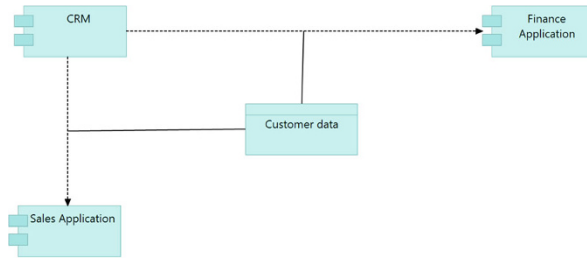 CRM
Finance
Application
Customer data
Sales Application